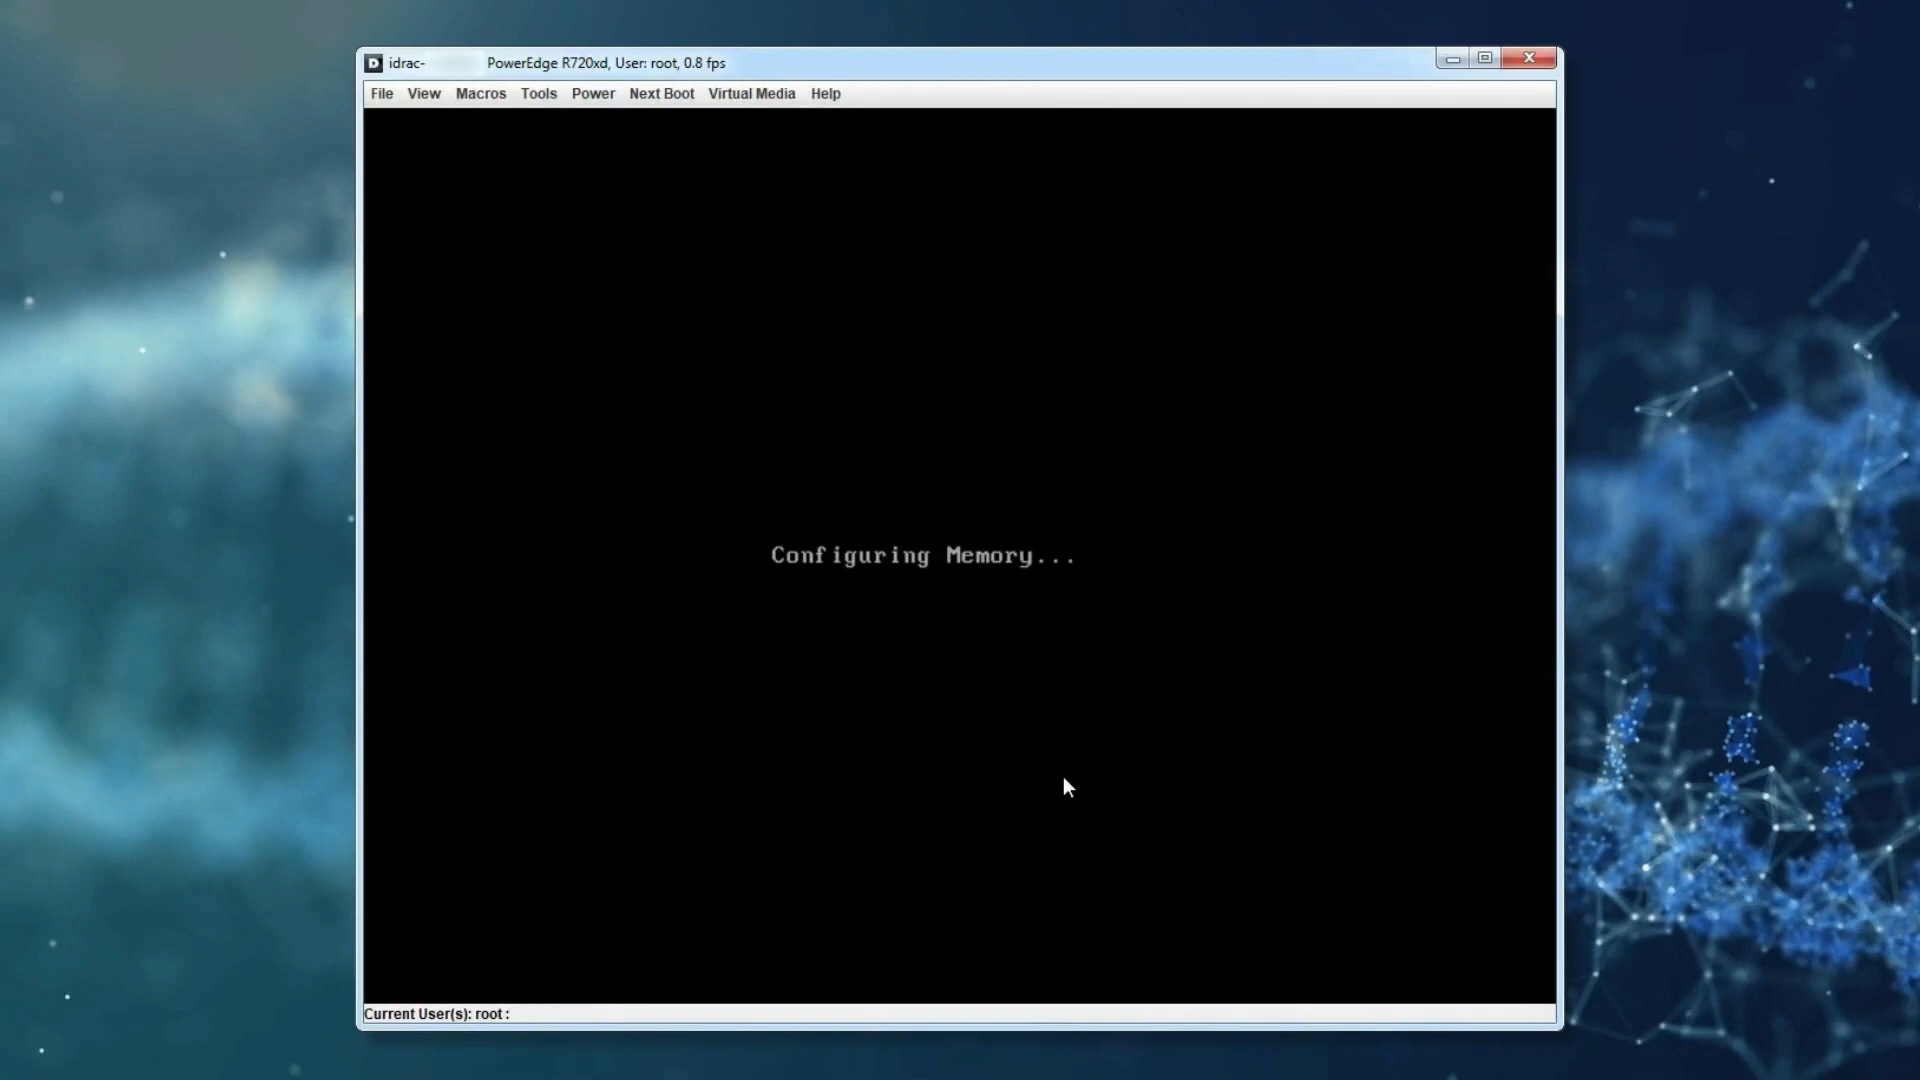 idrac- PowerEdge R720xd, User: root, 0.8 fps
File View Macros Tools Power Next Boot Virtual Media Help
Configuring Memory...
Current User(s): root :